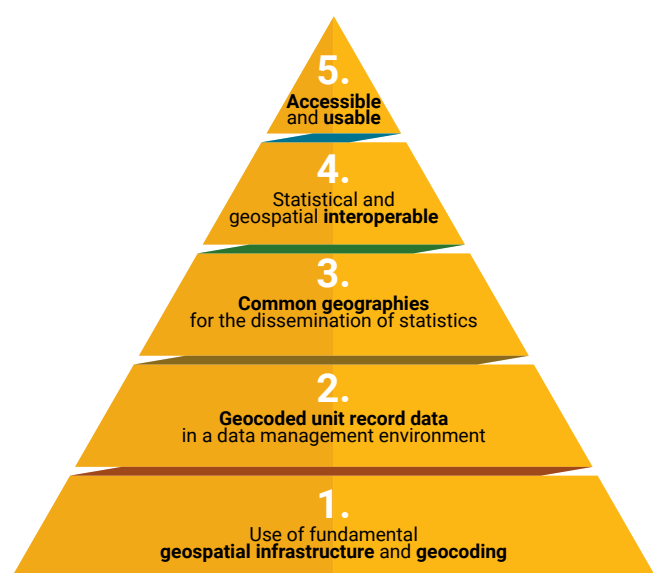 5.
Accessible
and usable
4.
Statistical and
geospatial interoperable
3.
Common geographies
for the dissemination of statistics
2.
Geocoded unit record data
in a data management environment
1.
Use of fundamental
geospatial infrastructure and geocoding